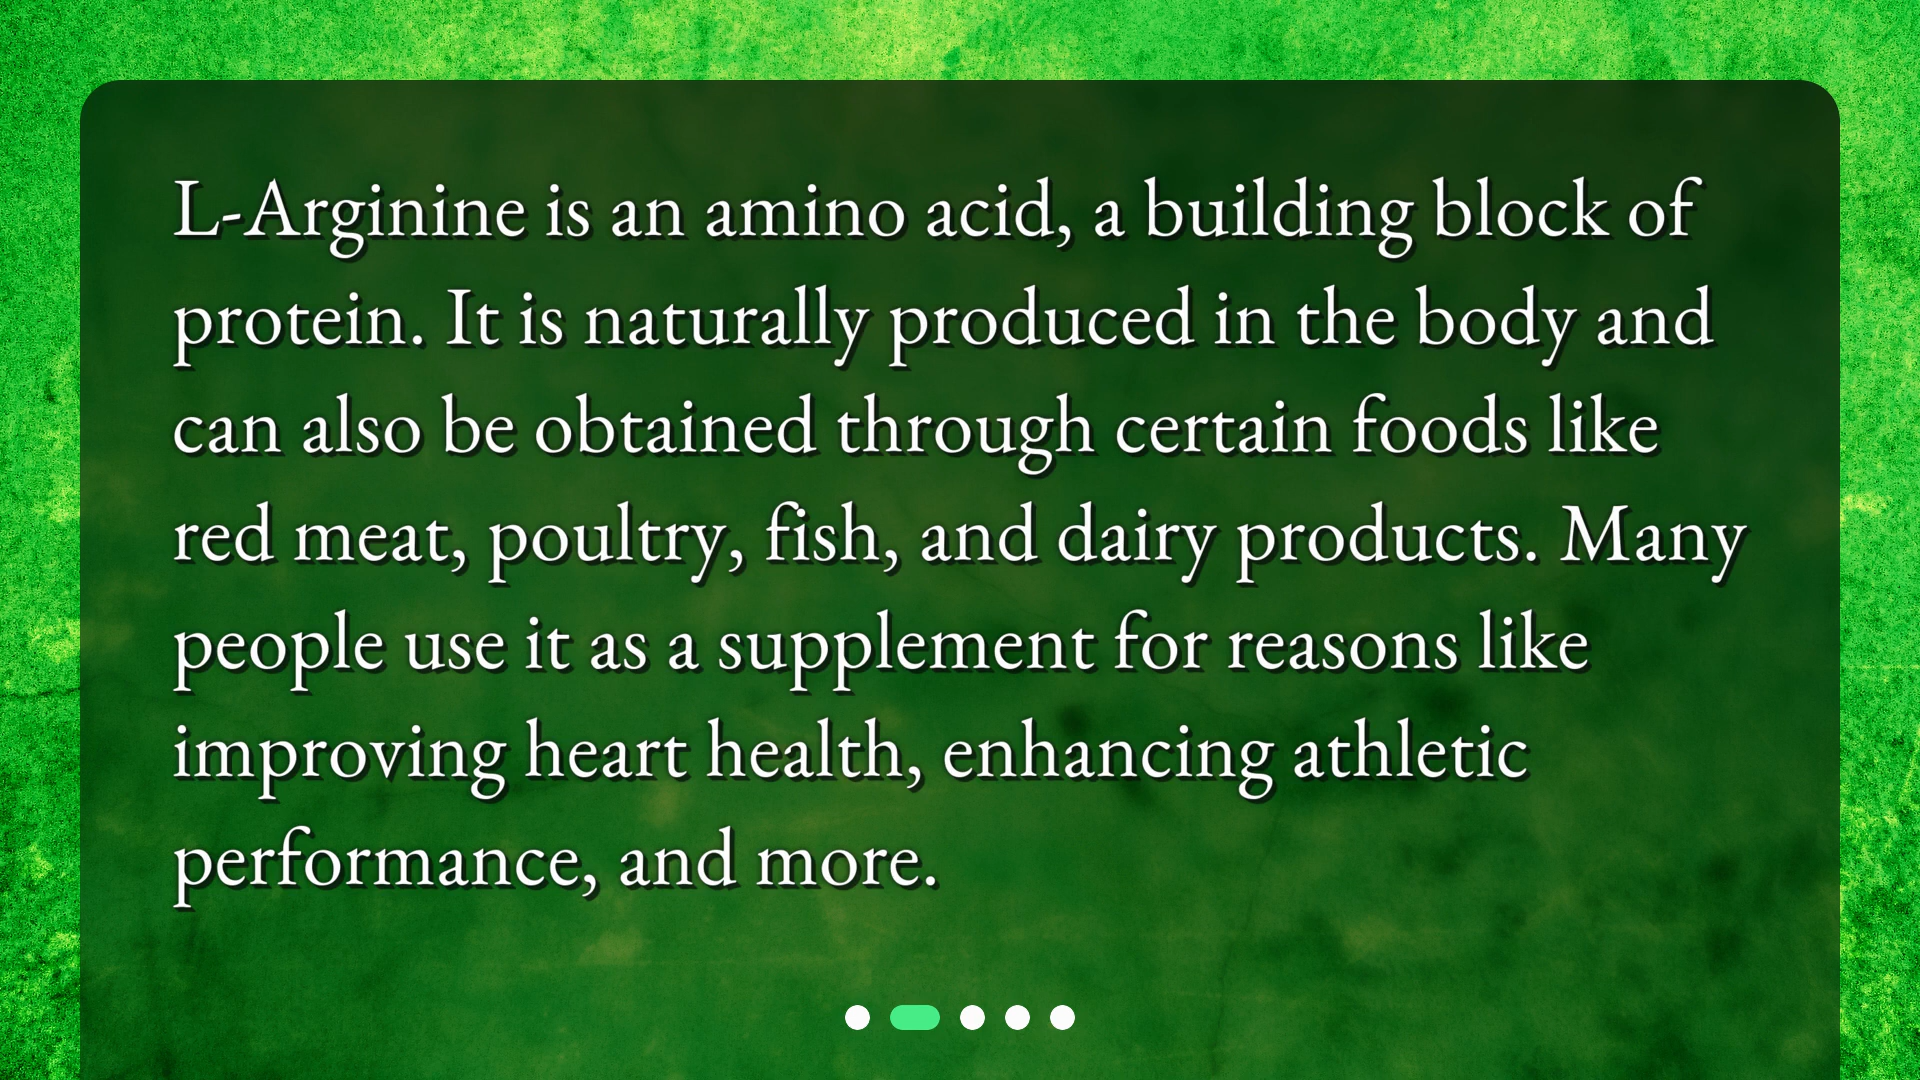 L-Arginine is an amino acid, a building block of
protein. It is naturally produced in the body and
can also be obtained through certain foods like
red meat, poultry, fish, and dairy products. Many
people use it as a supplement for reasons like
improving heart health, enhancing athletic
performance, and more.